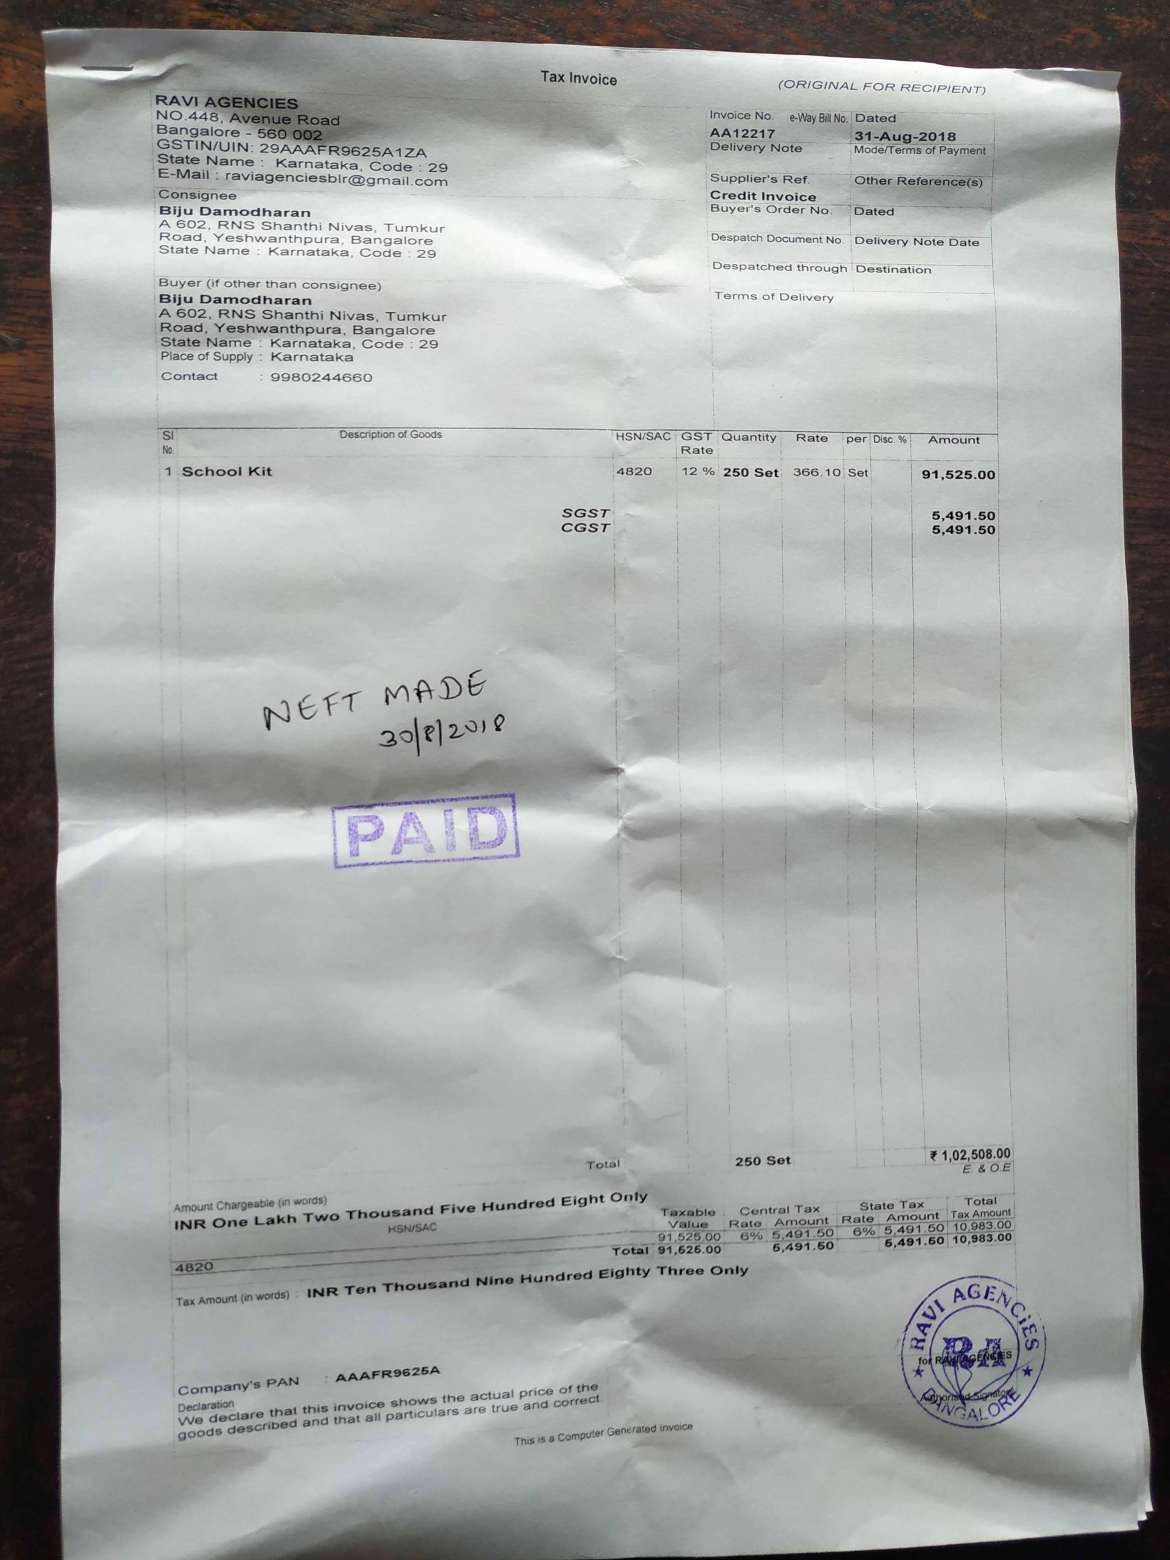 Tax Invoice
(ORIGINAL FOR RECIPIENT)
RAVI AGENCIES
NO.448, Avenue Road
Bangalore - 560 002
GSTIN/UIN: 29AAAFR9625A1ZA
State Name : Karnataka, Code : 29
E-Mail : raviagenciesblr@gmail.com
Consignee
Biju Damodharan
A 602, RNS Shanthi Nivas, Tumkur
Road, Yeshwanthpura, Bangalore
State Name : Karnataka, Code : 29
Buyer (if other than consignee)
Biju Damodharan
A 602, RNS Shanthi Nivas, Tumkur
Road, Yeshwanthpura, Bangalore
State Name : Karnataka, Code : 29
Place of Supply : Karnataka
Contact : 9980244660
Invoice No. e-Way Bill No. Dated
AA12217 31-Aug-2018
Delivery Note Mode/Terms of Payment
Supplier's Ref. Other Reference(s)
Credit Invoice
Buyer's Order No. Dated
Despatch Document No. Delivery Note Date
Despatched through Destination
Terms of Delivery
Sl No. Description of Goods HSN/SAC GST Rate Quantity Rate per Disc. % Amount
1 School Kit 4820 12 % 250 Set 366.10 Set 91,525.00
SGST 5,491.50
CGST 5,491.50
NEFT MADE
30/8/2018
PAID
Total 250 Set ₹ 1,02,508.00
E. & O.E
Amount Chargeable (in words)
INR One Lakh Two Thousand Five Hundred Eight Only
HSN/SAC Taxable Value Central Tax Rate Amount State Tax Rate Amount Total Tax Amount
4820 91,525.00 6% 5,491.50 6% 5,491.50 10,983.00
Total 91,525.00 5,491.50 5,491.50 10,983.00
Tax Amount (in words) : INR Ten Thousand Nine Hundred Eighty Three Only
Company's PAN : AAAFR9625A
Declaration
We declare that this invoice shows the actual price of the
goods described and that all particulars are true and correct.
for RAVI AGENCIES
Authorised Signatory
RAVI AGENCIES
RA
BANGALORE
This is a Computer Generated Invoice